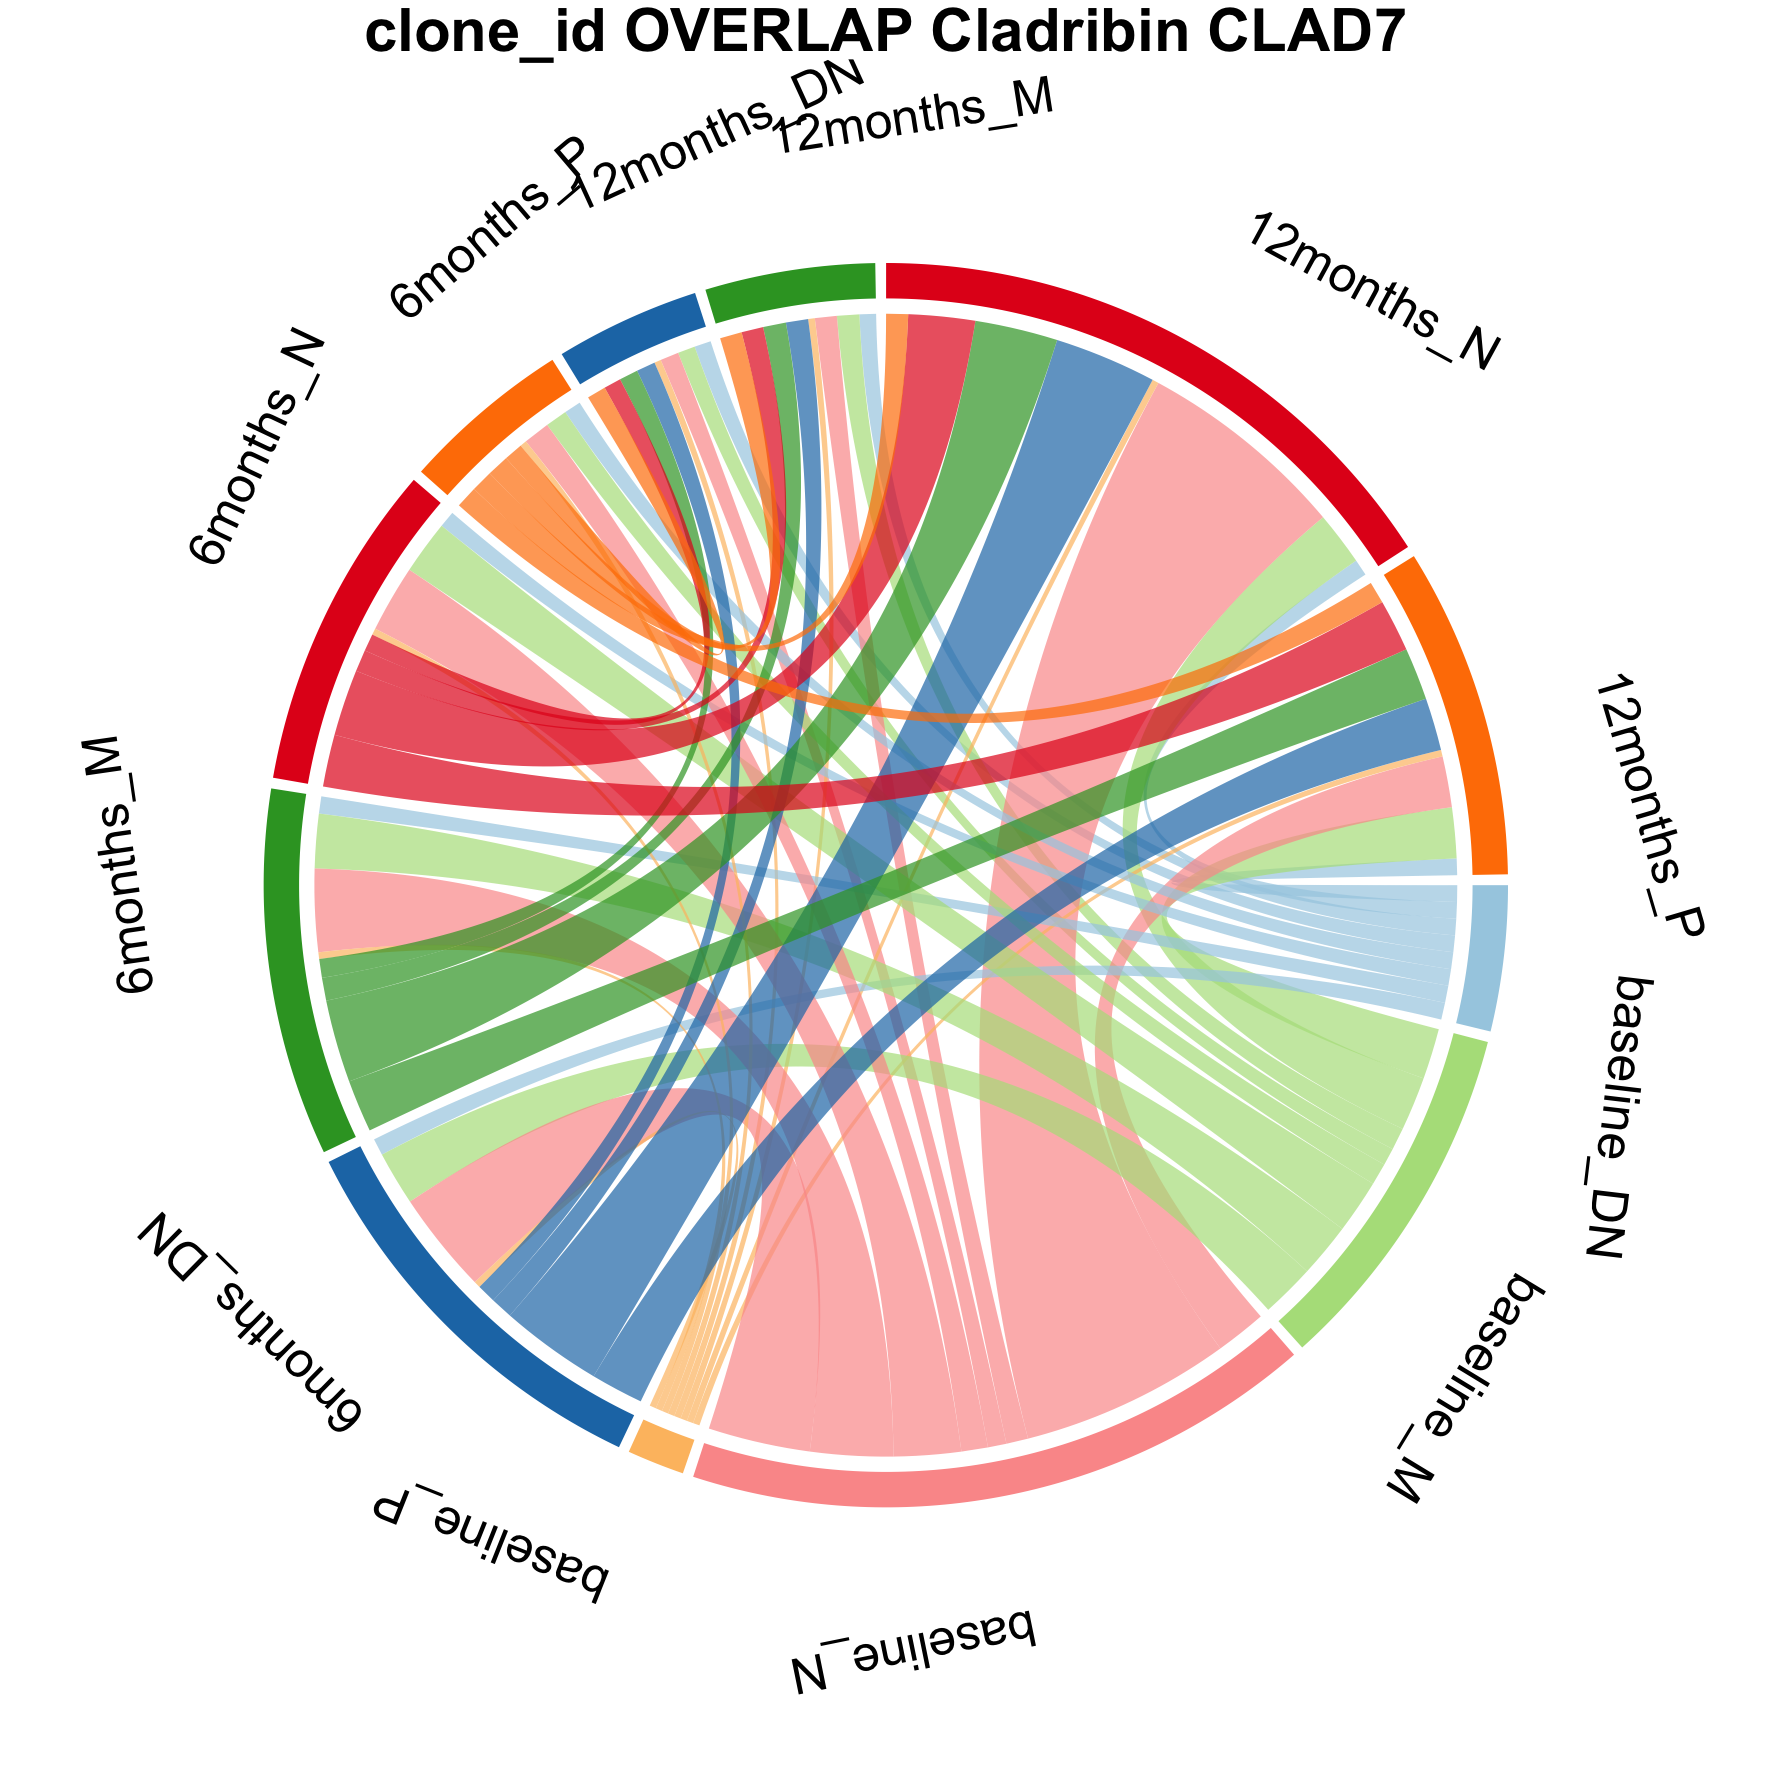 clone_id OVERLAP Cladribin CLAD7
12months_DN
12months_M
6months_P
12months_N
6months_N
12months_P
6months_M
baseline_DN
6months_DN
baseline_M
baseline_P
baseline_N